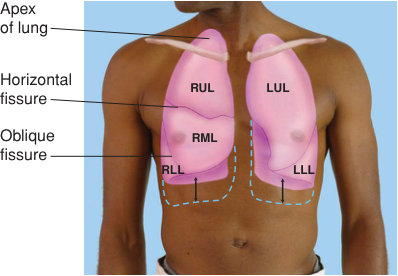 Apex
of lung
Horizontal
fissure
Oblique
fissure
RUL
LUL
RML
RLL
LLL